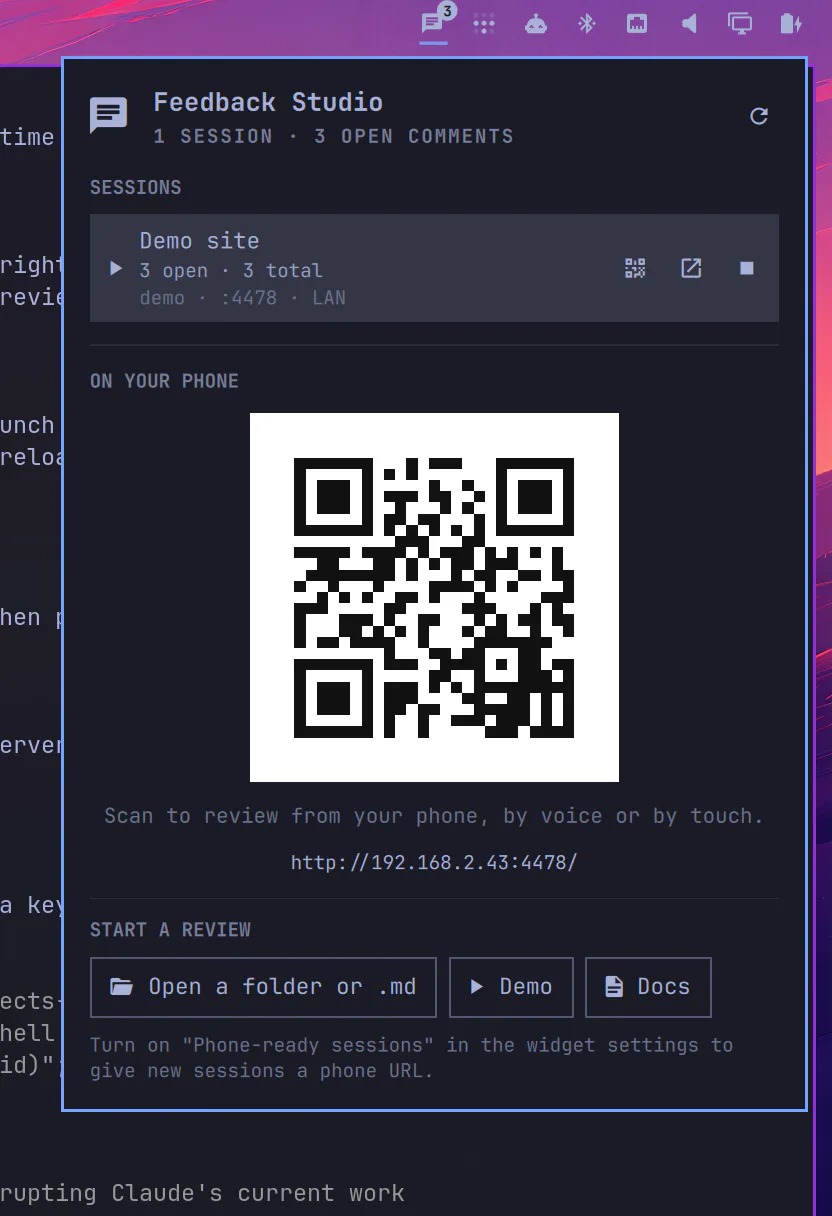 3
Feedback Studio
1 SESSION · 3 OPEN COMMENTS
SESSIONS
Demo site
3 open · 3 total
demo · :4478 · LAN
ON YOUR PHONE
Scan to review from your phone, by voice or by touch.
http://192.168.2.43:4478/
START A REVIEW
Open a folder or .md
Demo
Docs
Turn on "Phone-ready sessions" in the widget settings to
give new sessions a phone URL.
time
right
revie
unch
reloa
hen p
erver
a key
ects-
hell
id)"
rupting Claude's current work